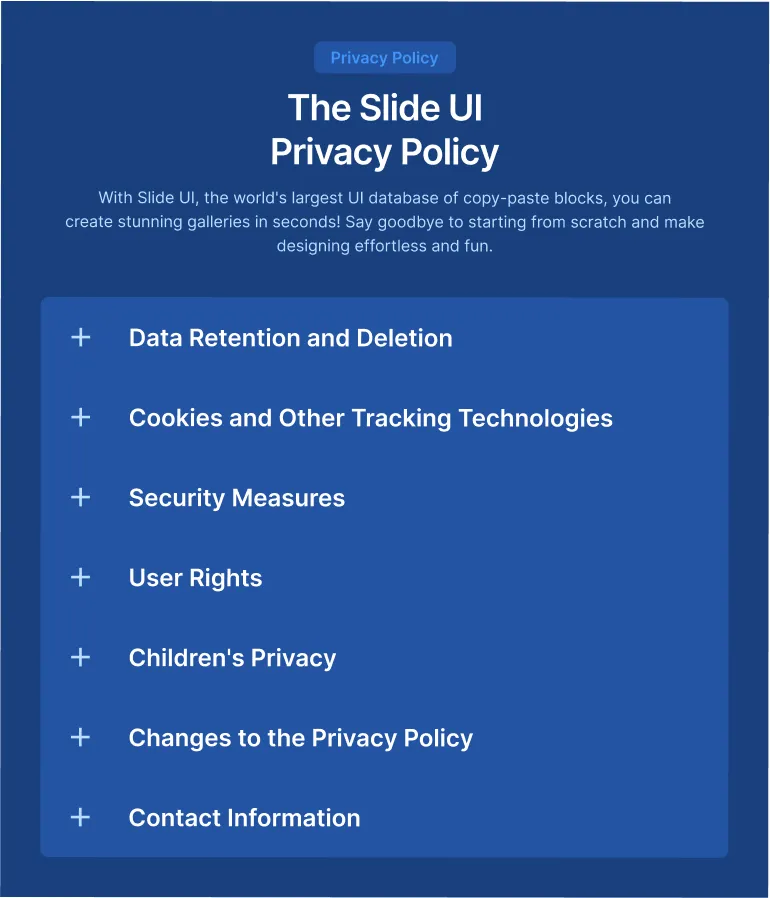 Privacy Policy
The Slide UI
Privacy Policy
With Slide UI, the world's largest UI database of copy-paste blocks, you can
create stunning galleries in seconds! Say goodbye to starting from scratch and make
designing effortless and fun.
Data Retention and Deletion
Cookies and Other Tracking Technologies
Security Measures
User Rights
Children's Privacy
Changes to the Privacy Policy
Contact Information